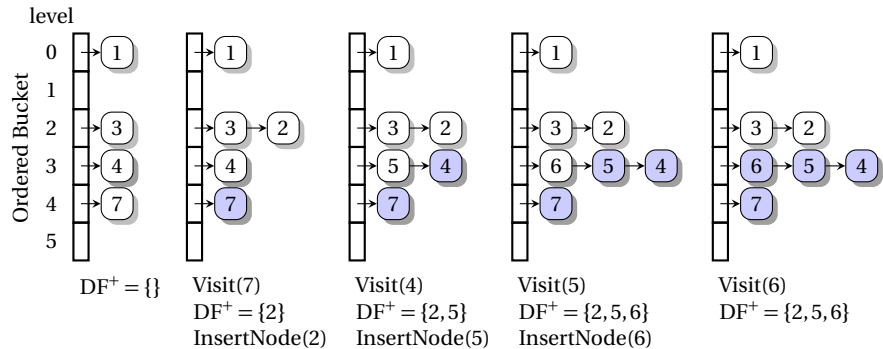 level
Ordered Bucket
0 1 1 1 1 1
1
2 3 3 2 3 2 3 2 3 2
3 4 4 5 4 6 5 4 6 5 4
4 7 7 7 7 7
5
DF⁺ = {} Visit(7) Visit(4) Visit(5) Visit(6)
DF⁺ = {2} DF⁺ = {2, 5} DF⁺ = {2, 5, 6} DF⁺ = {2, 5, 6}
InsertNode(2) InsertNode(5) InsertNode(6)